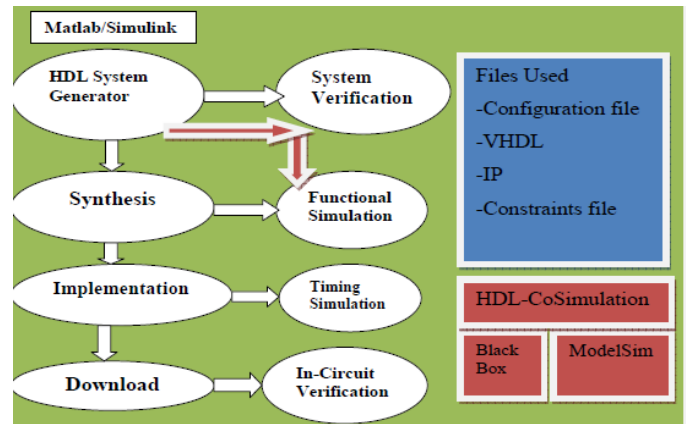 Matlab/Simulink
HDL System
Generator
System
Verification
Synthesis
Functional
Simulation
Implementation
Timing
Simulation
Download
In-Circuit
Verification
Files Used
-Configuration file
-VHDL
-IP
-Constraints file
HDL-CoSimulation
Black
Box
ModelSim